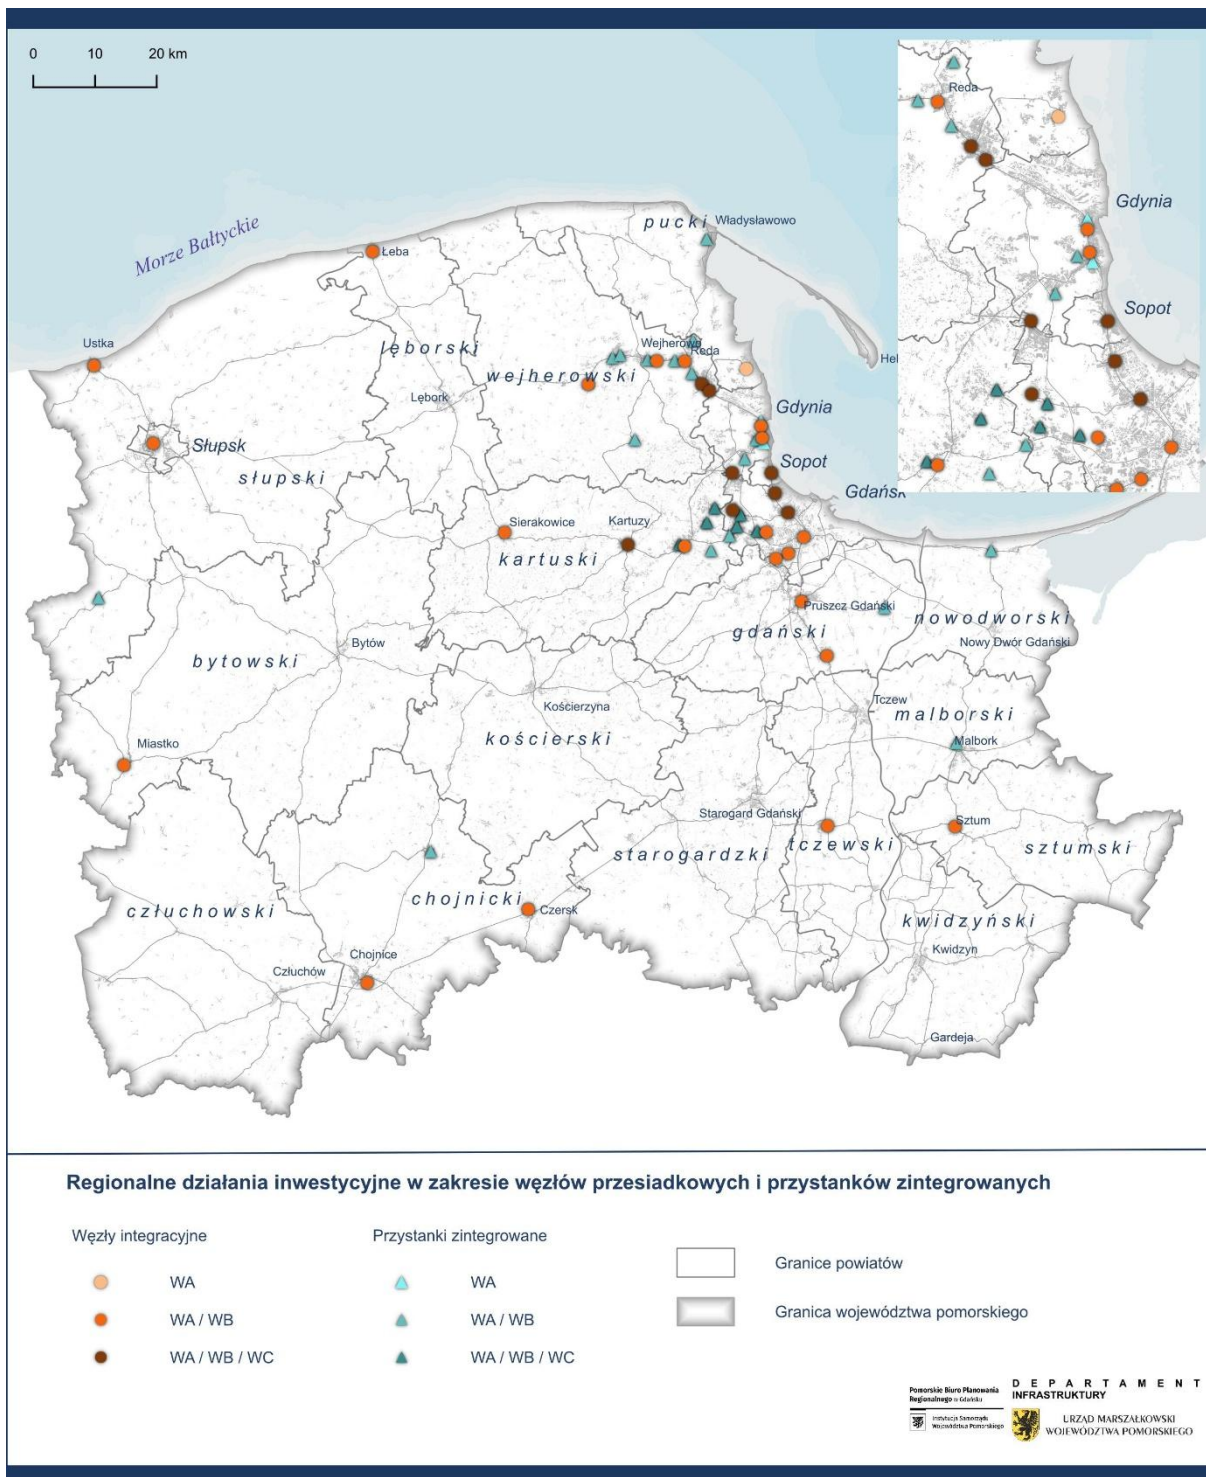 0 10 20 km
Reda
Gdynia
Sopot
Morze Bałtyckie
pucki
Władysławowo
Łeba
Ustka
lęborski
Wejherowo
Reda
Hel
wejherowski
Lębork
Gdynia
Słupsk
Sopot
słupski
Gdańsk
Sierakowice
Kartuzy
kartuski
Pruszcz Gdański
nowodworski
gdański
Bytów
Nowy Dwór Gdański
bytowski
Kościerzyna
Tczew
malborski
kościerski
Miastko
Malbork
Starogard Gdański
Sztum
tczewski
sztumski
starogardzki
chojnicki
człuchowski
Czersk
kwidzyński
Chojnice
Kwidzyn
Człuchów
Gardeja
Regionalne działania inwestycyjne w zakresie węzłów przesiadkowych i przystanków zintegrowanych
Węzły integracyjne
WA
WA / WB
WA / WB / WC
Przystanki zintegrowane
WA
WA / WB
WA / WB / WC
Granice powiatów
Granica województwa pomorskiego
Pomorskie Biuro Planowania
Regionalnego w Gdańsku
Instytucja Samorządu
Województwa Pomorskiego
DEPARTAMENT
INFRASTRUKTURY
URZĄD MARSZAŁKOWSKI
WOJEWÓDZTWA POMORSKIEGO